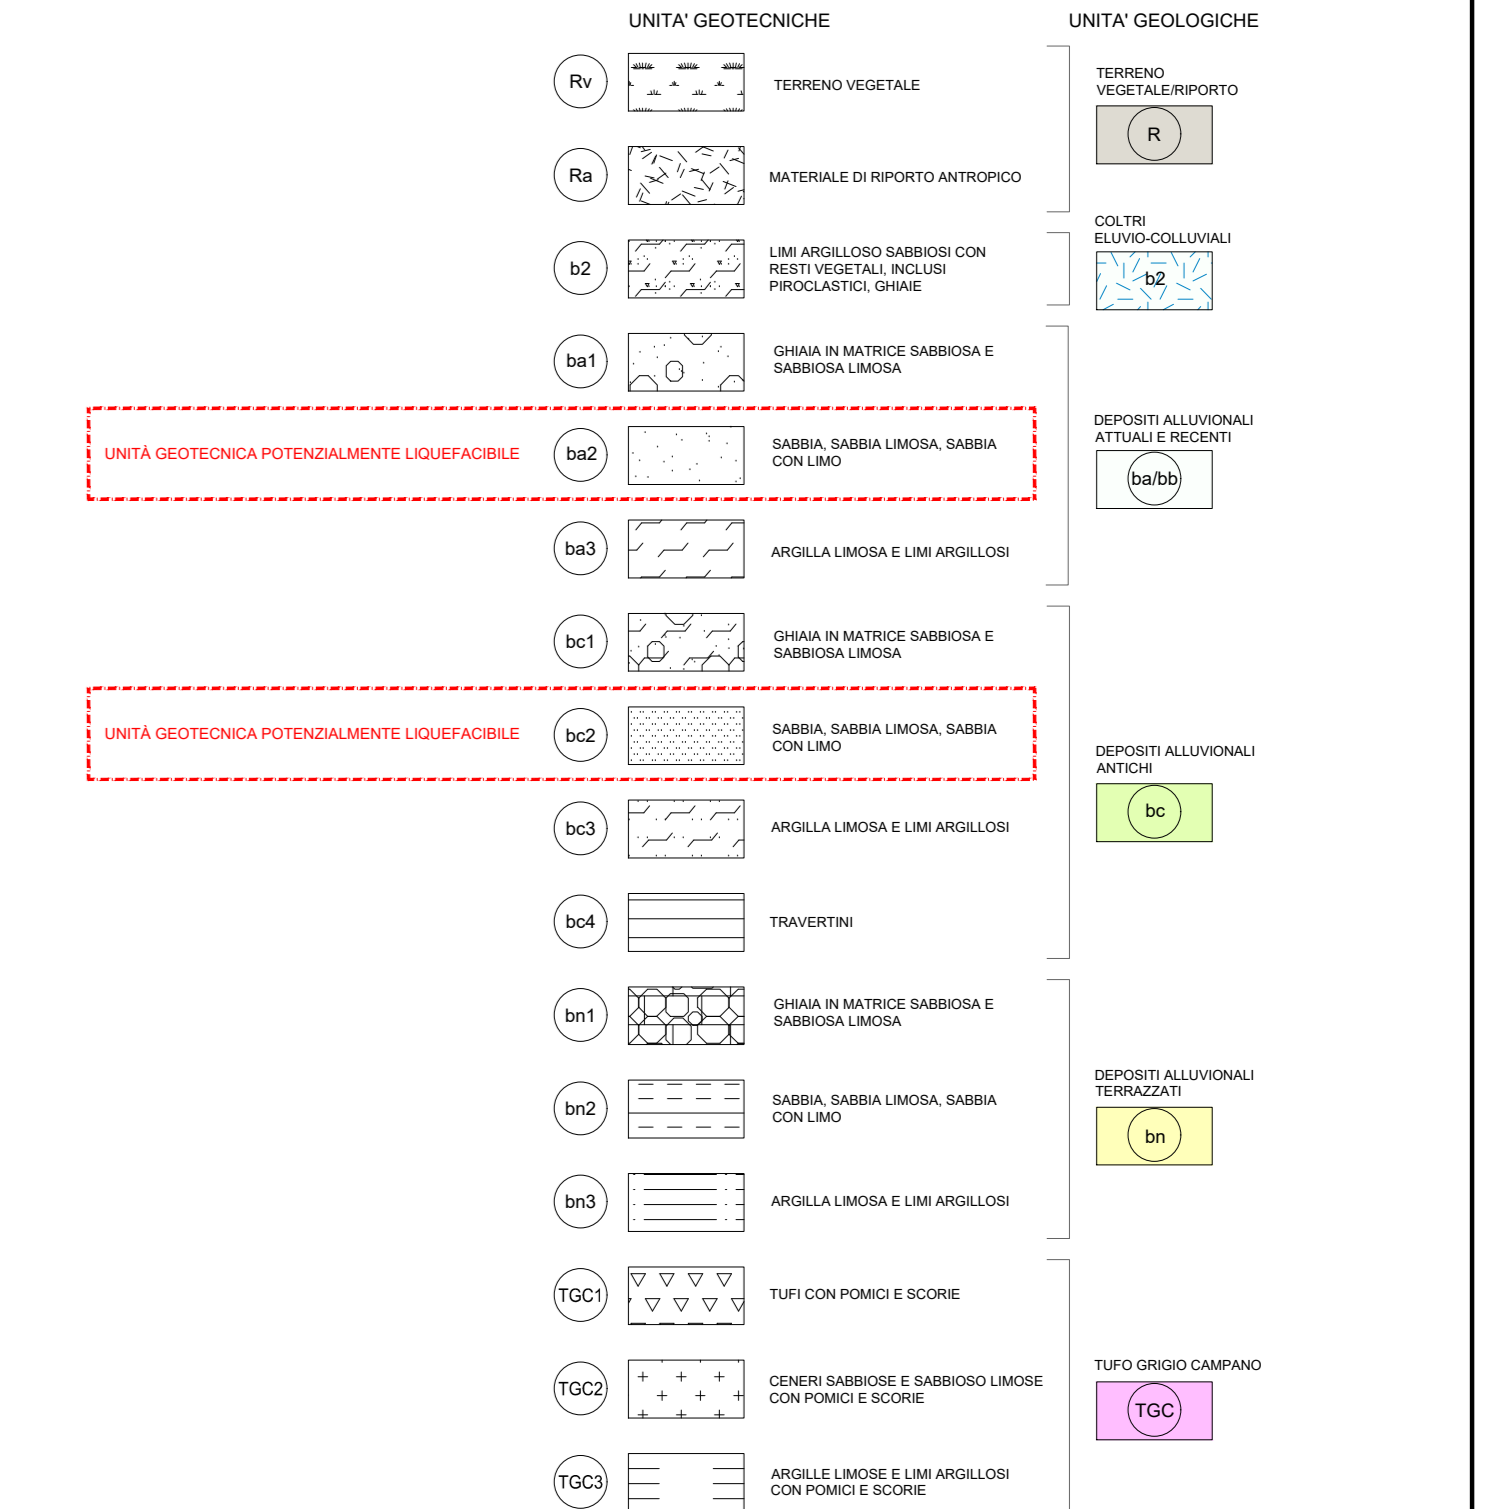 UNITA' GEOTECNICHE
UNITA' GEOLOGICHE
Rv
TERRENO VEGETALE
TERRENO
VEGETALE/RIPORTO
R
Ra
MATERIALE DI RIPORTO ANTROPICO
b2
LIMI ARGILLOSO SABBIOSI CON
RESTI VEGETALI, INCLUSI
PIROCLASTICI, GHIAIE
COLTRI
ELUVIO-COLLUVIALI
b2
ba1
GHIAIA IN MATRICE SABBIOSA E
SABBIOSA LIMOSA
UNITÀ GEOTECNICA POTENZIALMENTE LIQUEFACIBILE
ba2
SABBIA, SABBIA LIMOSA, SABBIA
CON LIMO
DEPOSITI ALLUVIONALI
ATTUALI E RECENTI
ba/bb
ba3
ARGILLA LIMOSA E LIMI ARGILLOSI
bc1
GHIAIA IN MATRICE SABBIOSA E
SABBIOSA LIMOSA
UNITÀ GEOTECNICA POTENZIALMENTE LIQUEFACIBILE
bc2
SABBIA, SABBIA LIMOSA, SABBIA
CON LIMO
DEPOSITI ALLUVIONALI
ANTICHI
bc
bc3
ARGILLA LIMOSA E LIMI ARGILLOSI
bc4
TRAVERTINI
bn1
GHIAIA IN MATRICE SABBIOSA E
SABBIOSA LIMOSA
bn2
SABBIA, SABBIA LIMOSA, SABBIA
CON LIMO
DEPOSITI ALLUVIONALI
TERRAZZATI
bn
bn3
ARGILLA LIMOSA E LIMI ARGILLOSI
TGC1
TUFI CON POMICI E SCORIE
TGC2
CENERI SABBIOSE E SABBIOSO LIMOSE
CON POMICI E SCORIE
TUFO GRIGIO CAMPANO
TGC
TGC3
ARGILLE LIMOSE E LIMI ARGILLOSI
CON POMICI E SCORIE